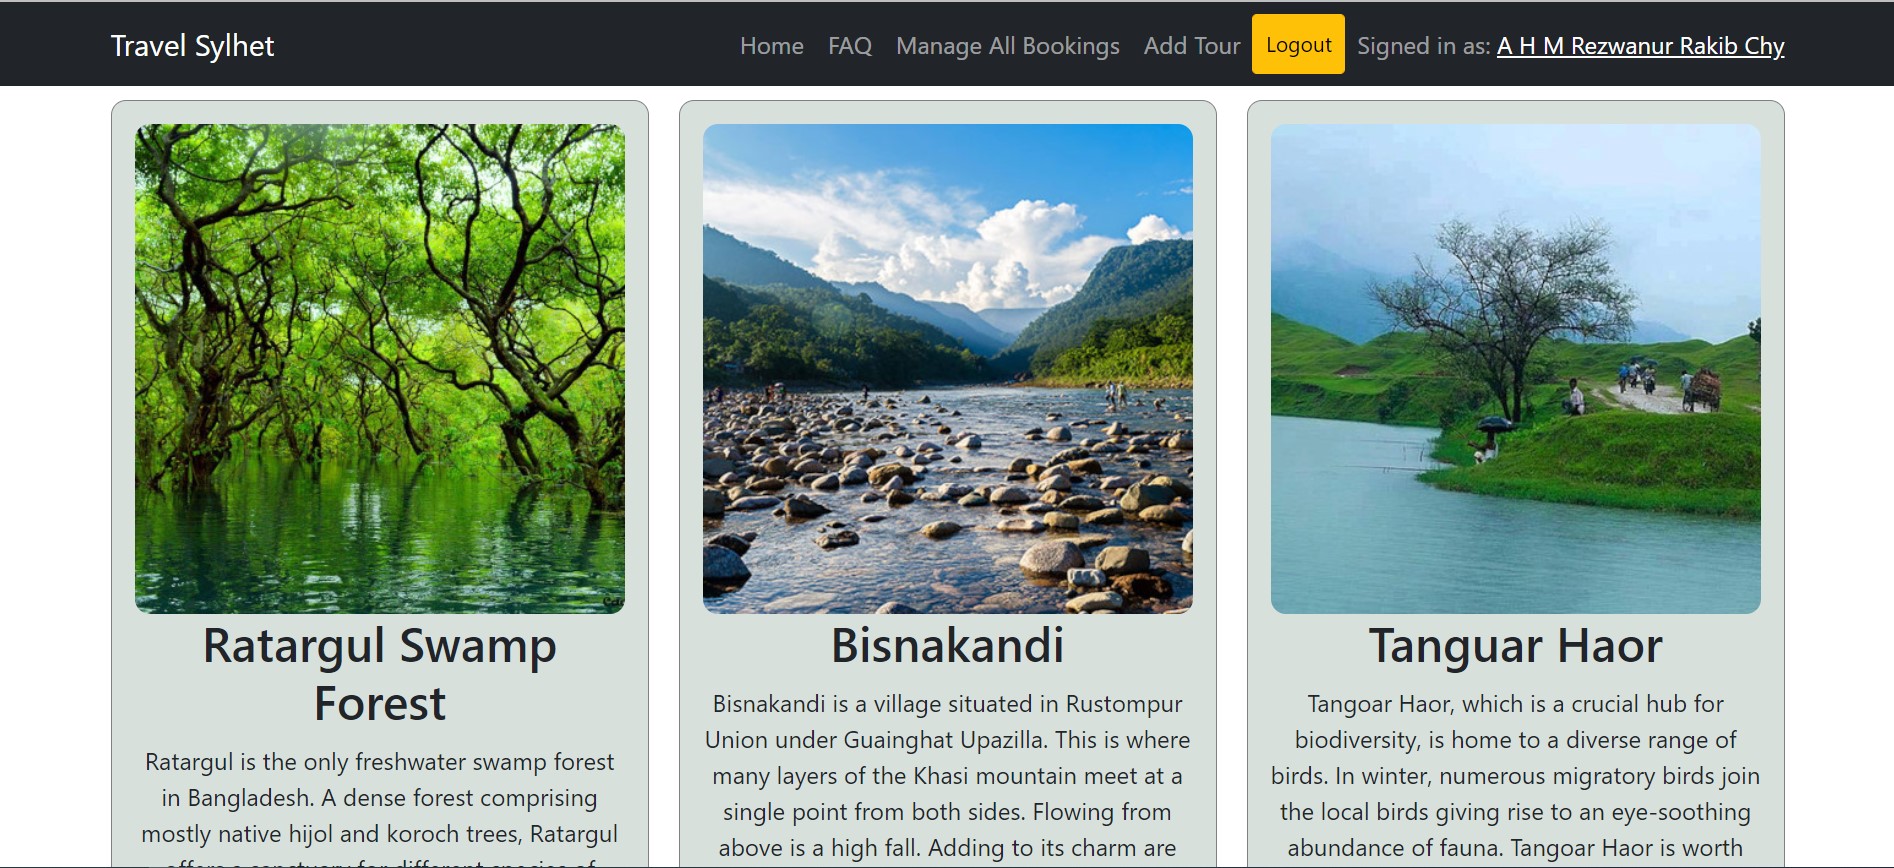 Travel Sylhet
Home FAQ Manage All Bookings Add Tour Logout Signed in as: A H M Rezwanur Rakib Chy
Ratargul Swamp
Forest
Ratargul is the only freshwater swamp forest
in Bangladesh. A dense forest comprising
mostly native hijol and koroch trees, Ratargul
offers a sanctuary for different species of
Bisnakandi
Bisnakandi is a village situated in Rustompur
Union under Guainghat Upazilla. This is where
many layers of the Khasi mountain meet at a
single point from both sides. Flowing from
above is a high fall. Adding to its charm are
Tanguar Haor
Tangoar Haor, which is a crucial hub for
biodiversity, is home to a diverse range of
birds. In winter, numerous migratory birds join
the local birds giving rise to an eye-soothing
abundance of fauna. Tangoar Haor is worth